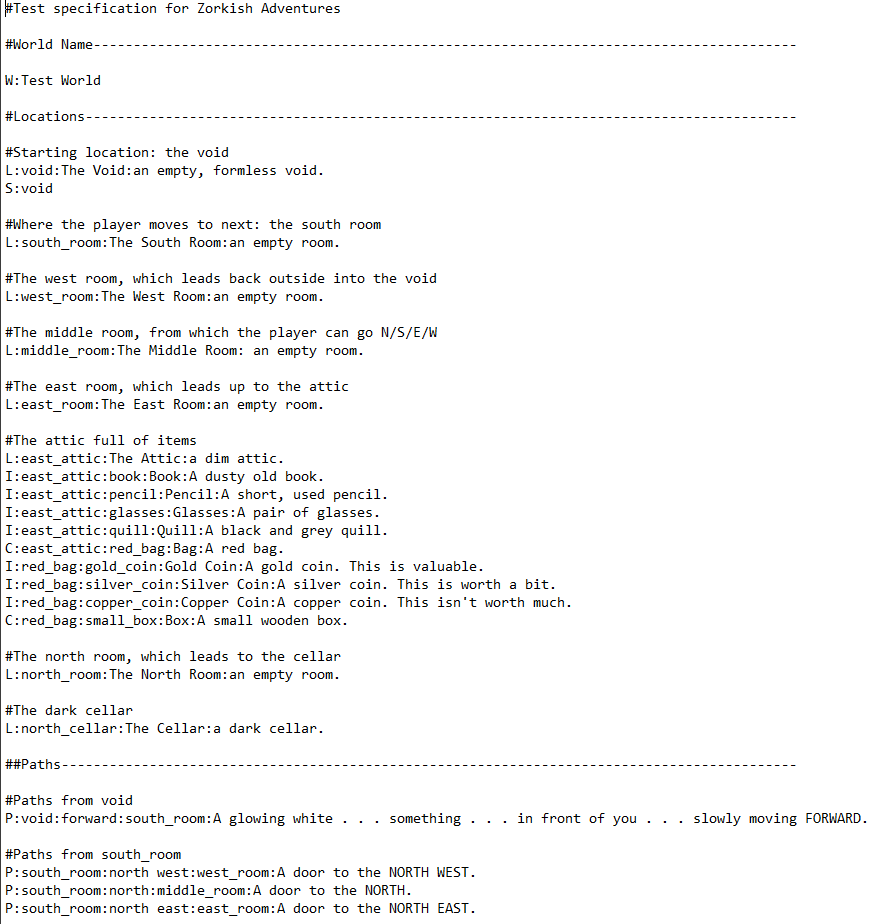 #Test specification for Zorkish Adventures
#World Name----------------------------------------------------------------------------------------
W:Test World
#Locations-----------------------------------------------------------------------------------------
#Starting location: the void
L:void:The Void:an empty, formless void.
S:void
#Where the player moves to next: the south room
L:south_room:The South Room:an empty room.
#The west room, which leads back outside into the void
L:west_room:The West Room:an empty room.
#The middle room, from which the player can go N/S/E/W
L:middle_room:The Middle Room: an empty room.
#The east room, which leads up to the attic
L:east_room:The East Room:an empty room.
#The attic full of items
L:east_attic:The Attic:a dim attic.
I:east_attic:book:Book:A dusty old book.
I:east_attic:pencil:Pencil:A short, used pencil.
I:east_attic:glasses:Glasses:A pair of glasses.
I:east_attic:quill:Quill:A black and grey quill.
C:east_attic:red_bag:Bag:A red bag.
I:red_bag:gold_coin:Gold Coin:A gold coin. This is valuable.
I:red_bag:silver_coin:Silver Coin:A silver coin. This is worth a bit.
I:red_bag:copper_coin:Copper Coin:A copper coin. This isn't worth much.
C:red_bag:small_box:Box:A small wooden box.
#The north room, which leads to the cellar
L:north_room:The North Room:an empty room.
#The dark cellar
L:north_cellar:The Cellar:a dark cellar.
##Paths--------------------------------------------------------------------------------------------
#Paths from void
P:void:forward:south_room:A glowing white . . . something . . . in front of you . . . slowly moving FORWARD.
#Paths from south_room
P:south_room:north west:west_room:A door to the NORTH WEST.
P:south_room:north:middle_room:A door to the NORTH.
P:south_room:north east:east_room:A door to the NORTH EAST.